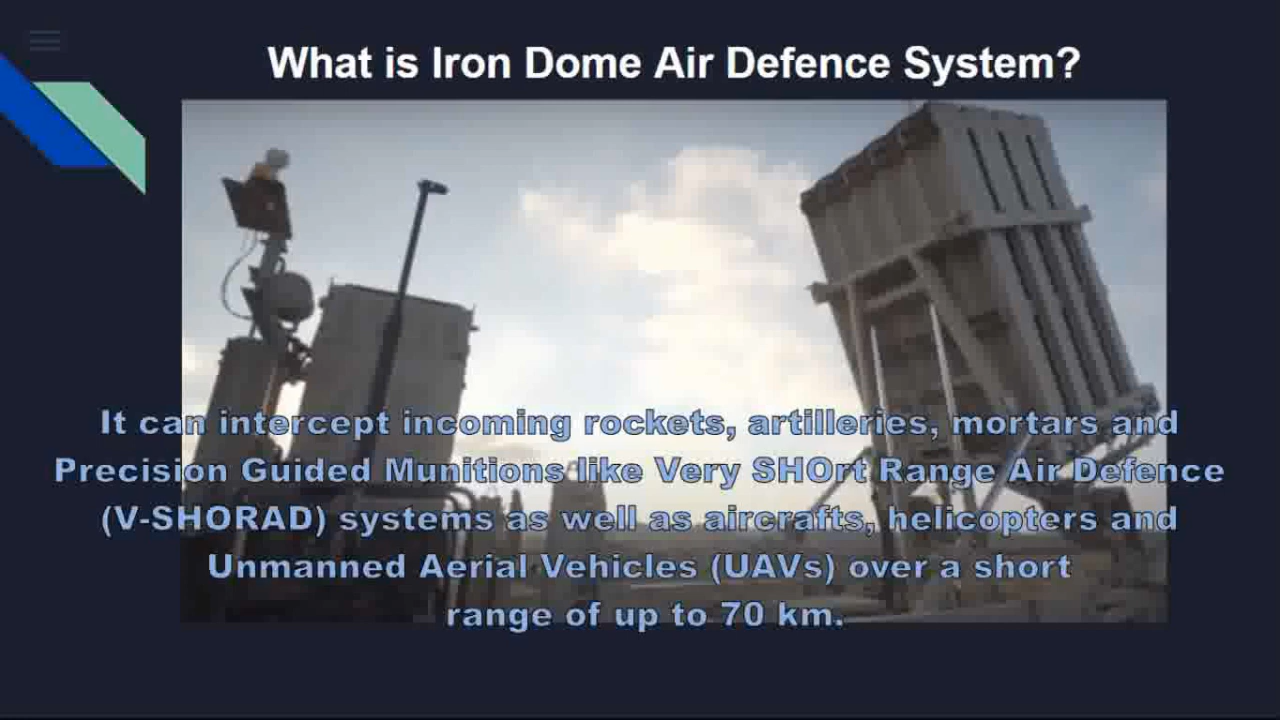 What is Iron Dome Air Defence System?
It can intercept incoming rockets, artilleries, mortars and
Precision Guided Munitions like Very SHOrt Range Air Defence
(V-SHORAD) systems as well as aircrafts, helicopters and
Unmanned Aerial Vehicles (UAVs) over a short
range of up to 70 km.